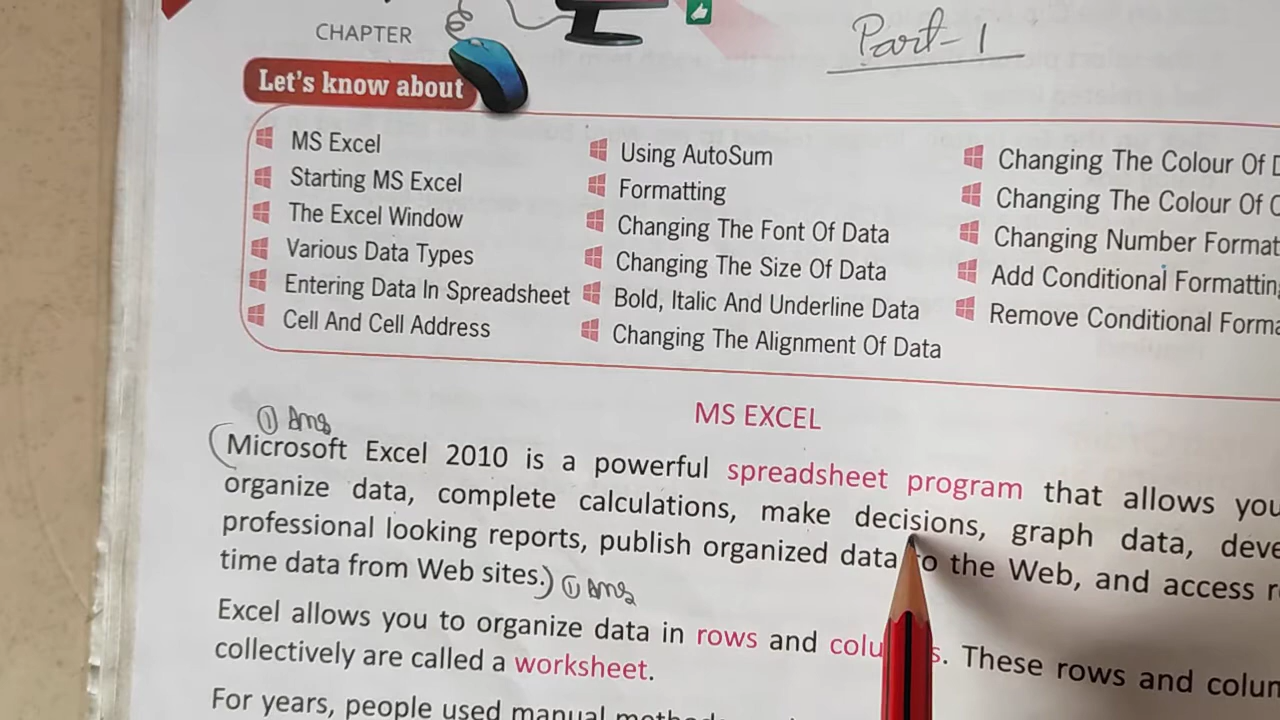 CHAPTER
Part-1
Let's know about
MS Excel
Starting MS Excel
The Excel Window
Various Data Types
Entering Data In Spreadsheet
Cell And Cell Address
Using AutoSum
Formatting
Changing The Font Of Data
Changing The Size Of Data
Bold, Italic And Underline Data
Changing The Alignment Of Data
Changing The Colour Of
Changing The Colour Of
Changing Number
Add Conditional
Remove Conditional
① Ans
MS EXCEL
(Microsoft Excel 2010 is a powerful spreadsheet program that allows you
organize data, complete calculations, make decisions, graph data,
professional looking reports, publish organized data to the Web, and access
time data from Web sites.) ① Ans
Excel allows you to organize data in rows and These rows and
collectively are called a worksheet.
For years, people used manual